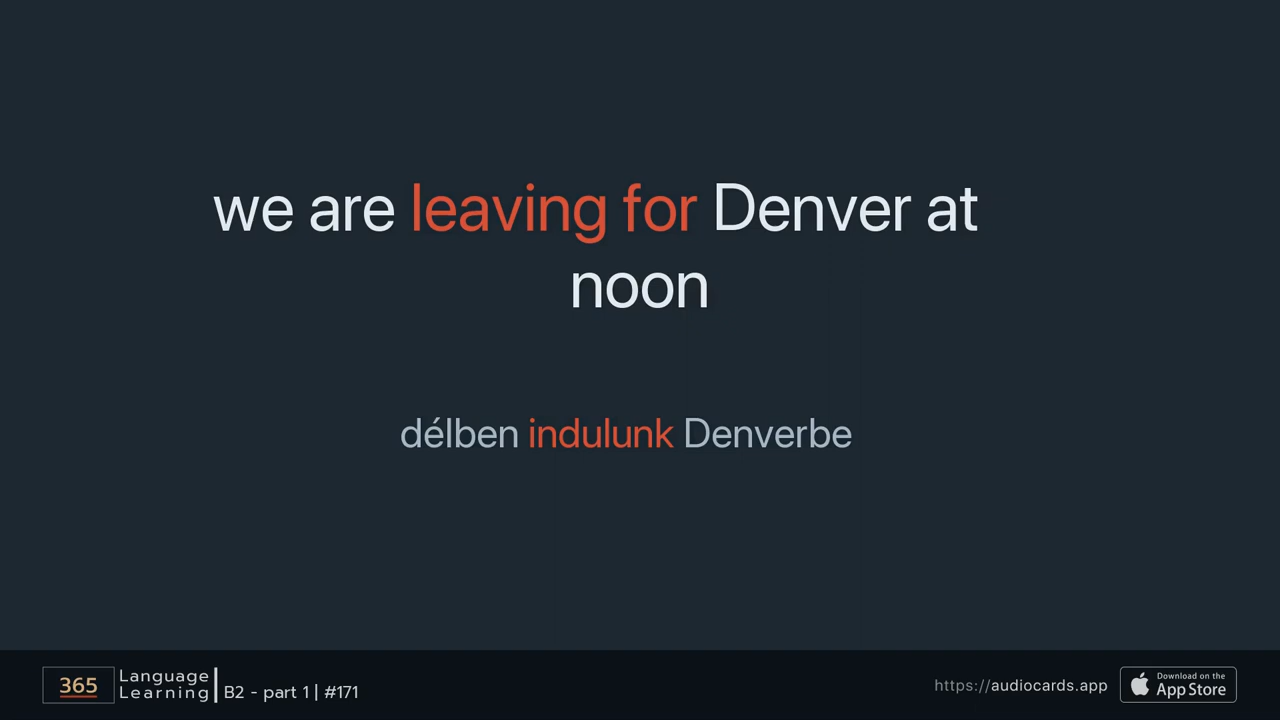 we are leaving for Denver at
noon
délben indulunk Denverbe
365
Language
Learning
B2 - part 1 | #171
https://audiocards.app
Download on the
App Store